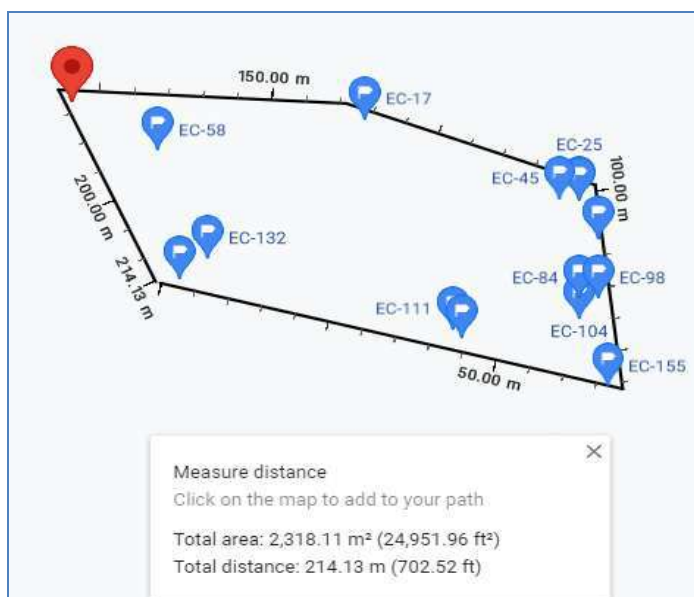 150.00 m
EC-17
EC-58
EC-25
EC-45
100.00 m
200.00 m
EC-132
214.13 m
EC-84
EC-98
EC-111
EC-104
50.00 m
EC-155
Measure distance
Click on the map to add to your path
Total area: 2,318.11 m² (24,951.96 ft²)
Total distance: 214.13 m (702.52 ft)